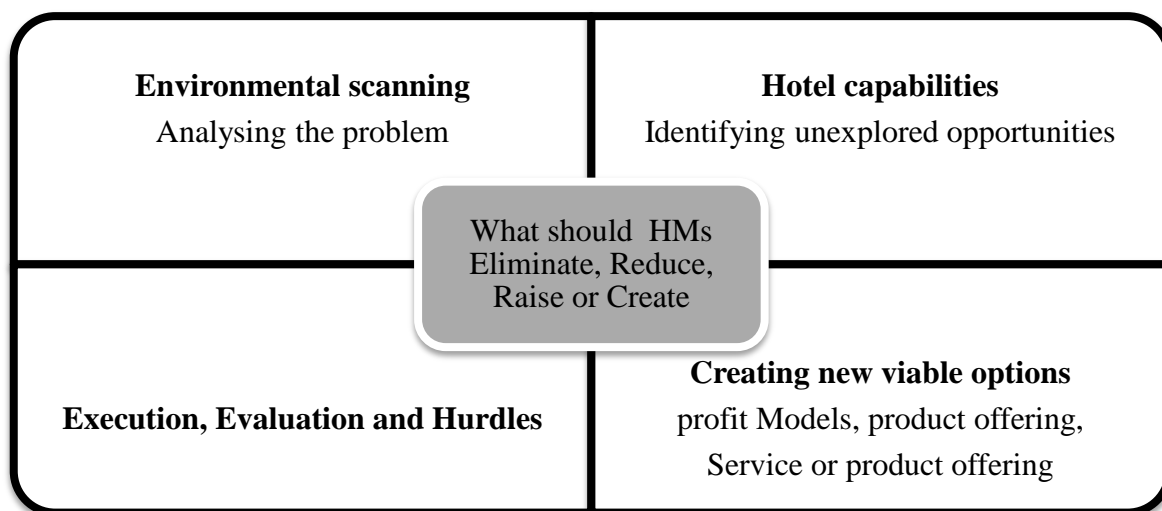 Environmental scanning
Analysing the problem
Hotel capabilities
Identifying unexplored opportunities
What should HMs
Eliminate, Reduce,
Raise or Create
Execution, Evaluation and Hurdles
Creating new viable options
profit Models, product offering,
Service or product offering